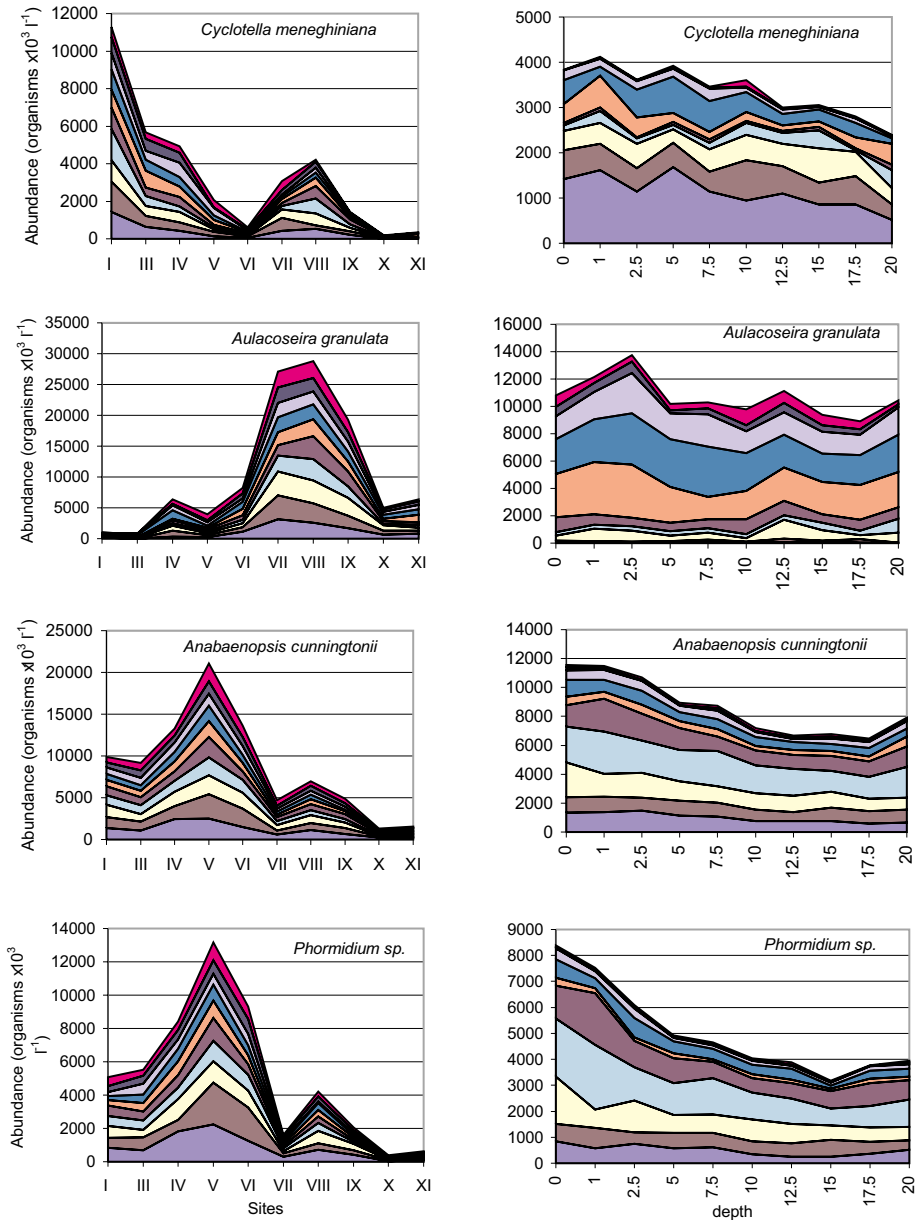 Cyclotella meneghiniana
Abundance (organisms x10³ l⁻¹)
12000
10000
8000
6000
4000
2000
0
I III IV V VI VII VIII IX X XI
Cyclotella meneghiniana
5000
4000
3000
2000
1000
0
0 1 2.5 5 7.5 10 12.5 15 17.5 20
Aulacoseira granulata
Abundance (organisms x10³ l⁻¹)
35000
30000
25000
20000
15000
10000
5000
0
I III IV V VI VII VIII IX X XI
Aulacoseira granulata
16000
14000
12000
10000
8000
6000
4000
2000
0
0 1 2.5 5 7.5 10 12.5 15 17.5 20
Anabaenopsis cunningtonii
Abundance (organisms x10³ l⁻¹)
25000
20000
15000
10000
5000
0
I III IV V VI VII VIII IX X XI
Anabaenopsis cunningtonii
14000
12000
10000
8000
6000
4000
2000
0
0 1 2.5 5 7.5 10 12.5 15 17.5 20
Phormidium sp.
Abundance (organisms x10³
l⁻¹)
14000
12000
10000
8000
6000
4000
2000
0
I III IV V VI VII VIII IX X XI
Sites
Phormidium sp.
9000
8000
7000
6000
5000
4000
3000
2000
1000
0
0 1 2.5 5 7.5 10 12.5 15 17.5 20
depth